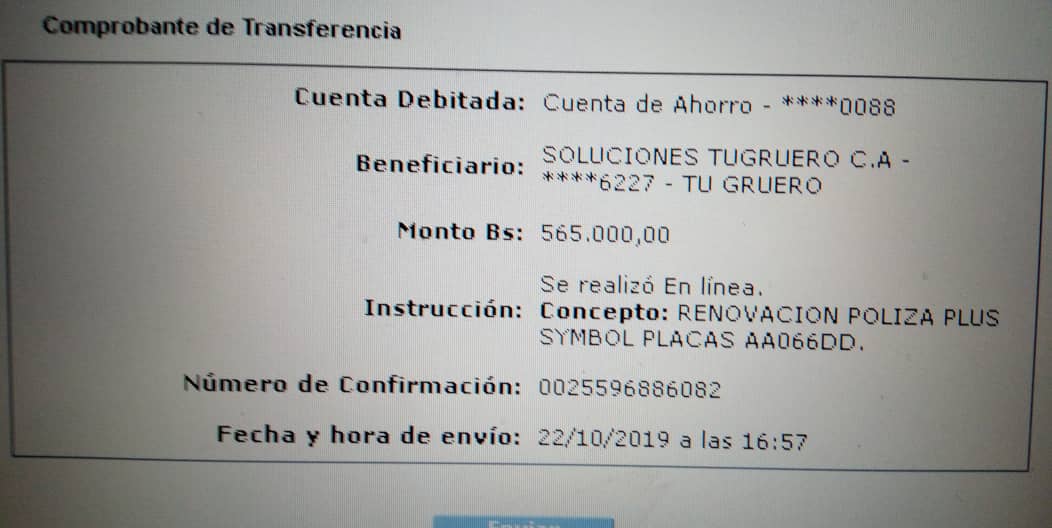 Comprobante de Transferencia
Cuenta Debitada: Cuenta de Ahorro - ****0088
Beneficiario: SOLUCIONES TUGRUERO C.A -
****6227 - TU GRUERO
Monto Bs: 565.000,00
Se realizó En línea.
Instrucción: Concepto: RENOVACION POLIZA PLUS
SYMBOL PLACAS AA066DD.
Número de Confirmación: 0025596886082
Fecha y hora de envío: 22/10/2019 a las 16:57